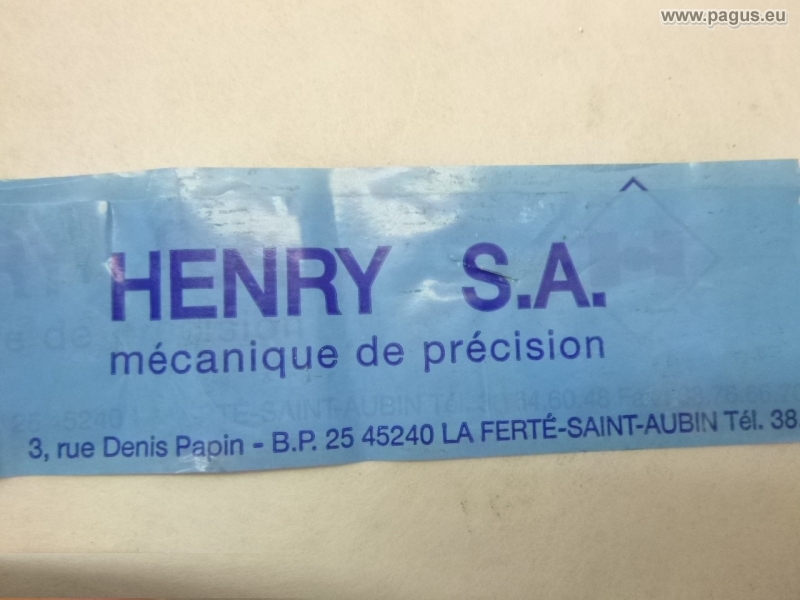 www.pagus.eu
HENRY S.A.
mécanique de précision
3, rue Denis Papin - B.P. 25 45240 LA FERTÉ-SAINT-AUBIN Tél. 38.